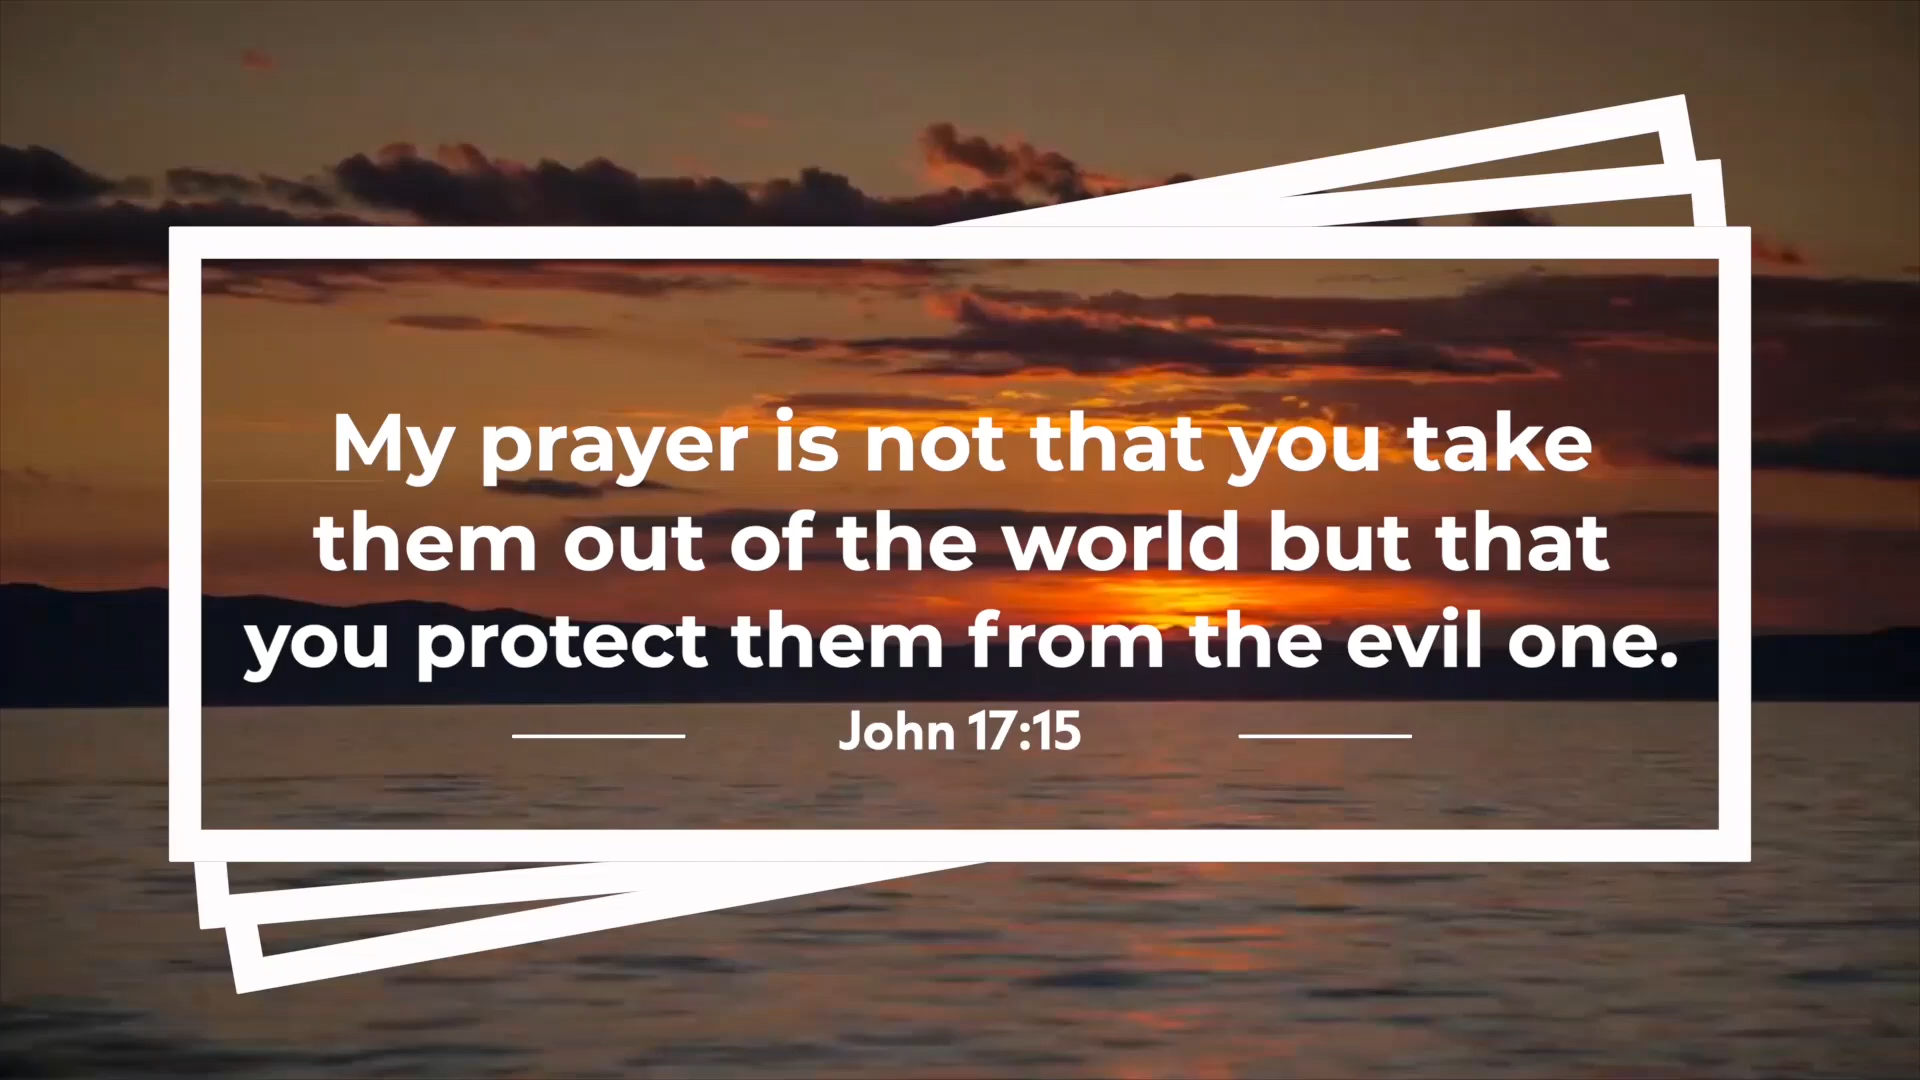 My prayer is not that you take
them out of the world but that
you protect them from the evil one.
John 17:15